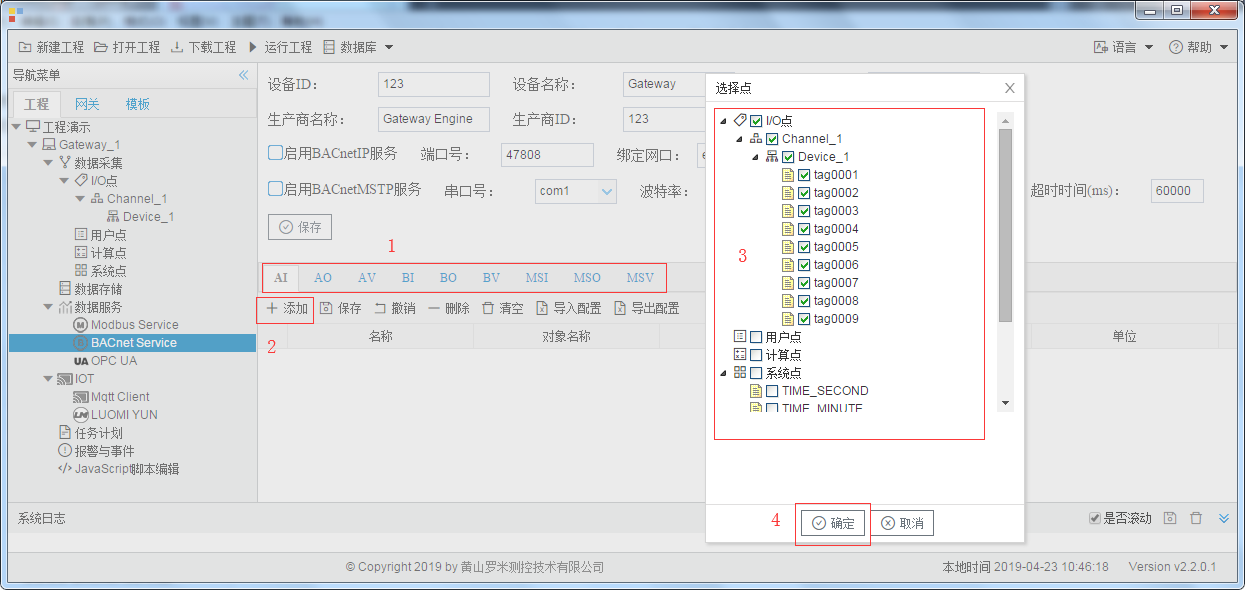 新建工程 打开工程 下载工程 运行工程 数据库 语言 帮助
导航菜单
工程 网关 模板
工程演示
Gateway_1
数据采集
I/O点
Channel_1
Device_1
用户点
计算点
系统点
数据存储
数据服务
Modbus Service
BACnet Service
OPC UA
IOT
Mqtt Client
LUOMI YUN
任务计划
报警与事件
JavaScript脚本编辑
设备ID: 123 设备名称: Gateway
生产商名称: Gateway Engine 生产商ID: 123
启用BACnetIP服务 端口号: 47808 绑定网口: e
启用BACnetMSTP服务 串口号: com1 波特率: 超时时间(ms): 60000
保存
1
AI AO AV BI BO BV MSI MSO MSV
添加 保存 撤销 删除 清空 导入配置 导出配置
2
名称 对象名称 单位
选择点
I/O点
Channel_1
Device_1
tag0001
tag0002
tag0003
tag0004
tag0005
tag0006
tag0007
tag0008
tag0009
3
用户点
计算点
系统点
TIME_SECOND
TIME_MINUTE
4
确定 取消
系统日志 是否滚动
© Copyright 2019 by 黄山罗米测控技术有限公司 本地时间 2019-04-23 10:46:18 Version v2.2.0.1